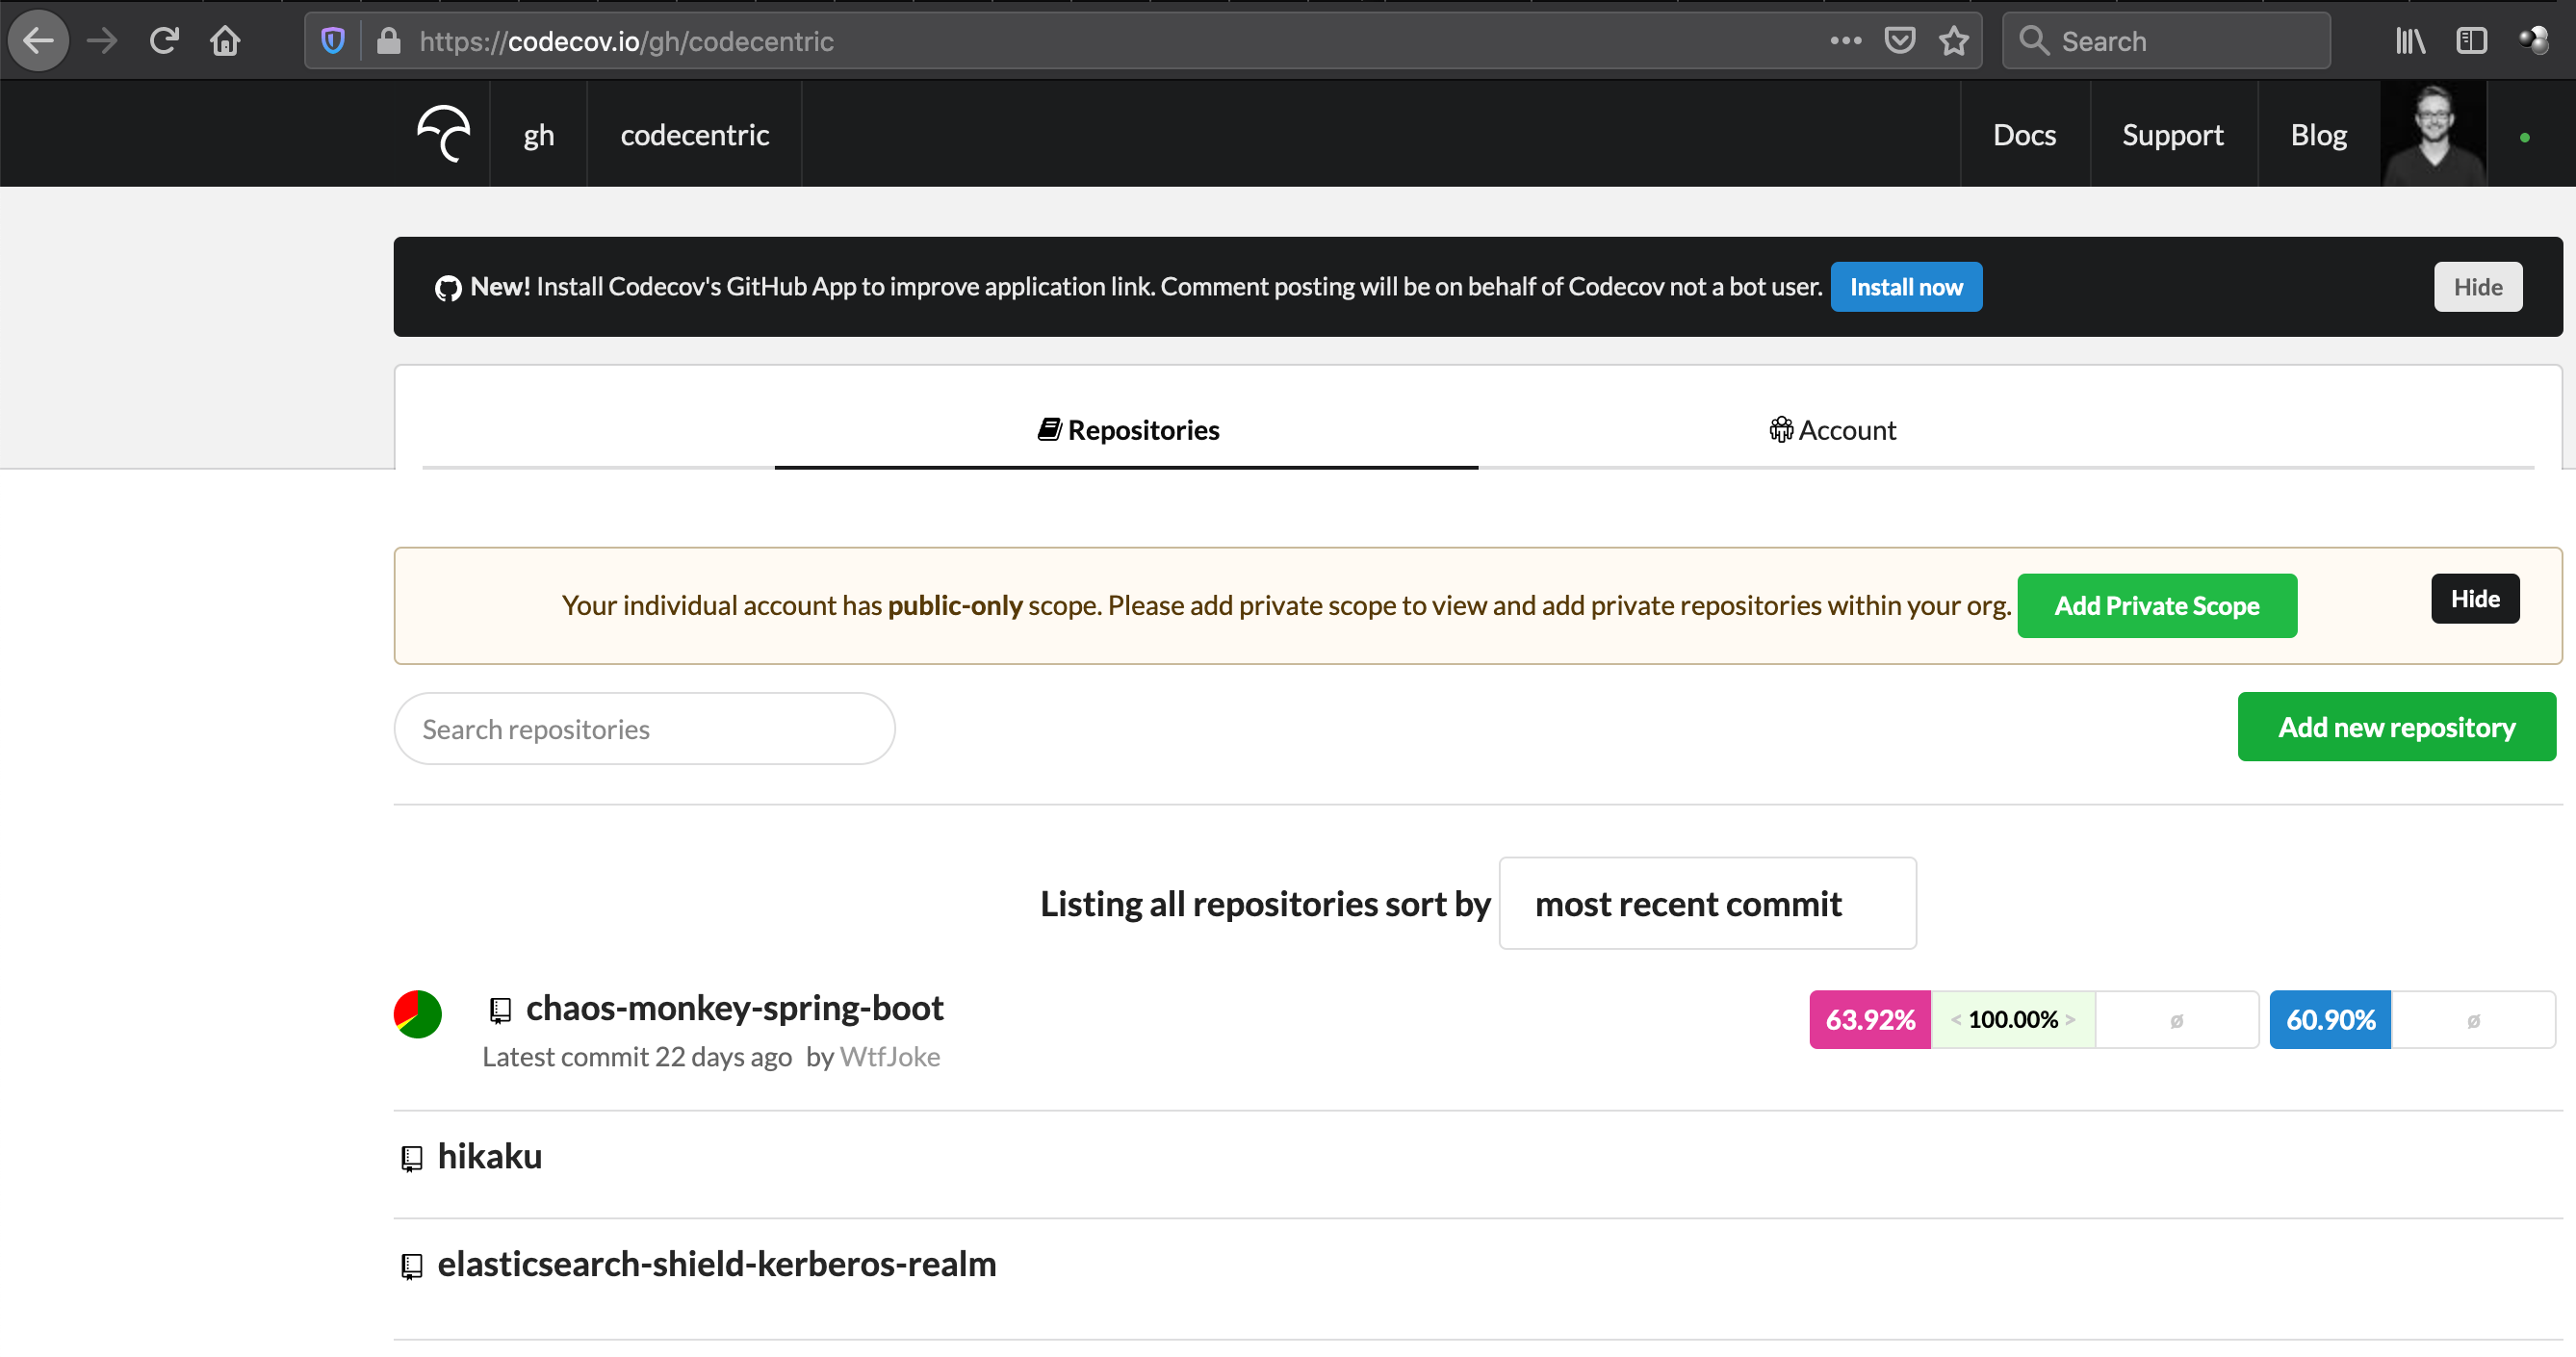 https://codecov.io/gh/codecentric
Search
gh
codecentric
Docs
Support
Blog
New! Install Codecov's GitHub App to improve application link. Comment posting will be on behalf of Codecov not a bot user. Install now
Hide
Repositories
Account
Your individual account has public-only scope. Please add private scope to view and add private repositories within your org. Add Private Scope
Hide
Search repositories
Add new repository
Listing all repositories sort by most recent commit
chaos-monkey-spring-boot
63.92% < 100.00% > ø 60.90% ø
Latest commit 22 days ago by WtfJoke
hikaku
elasticsearch-shield-kerberos-realm